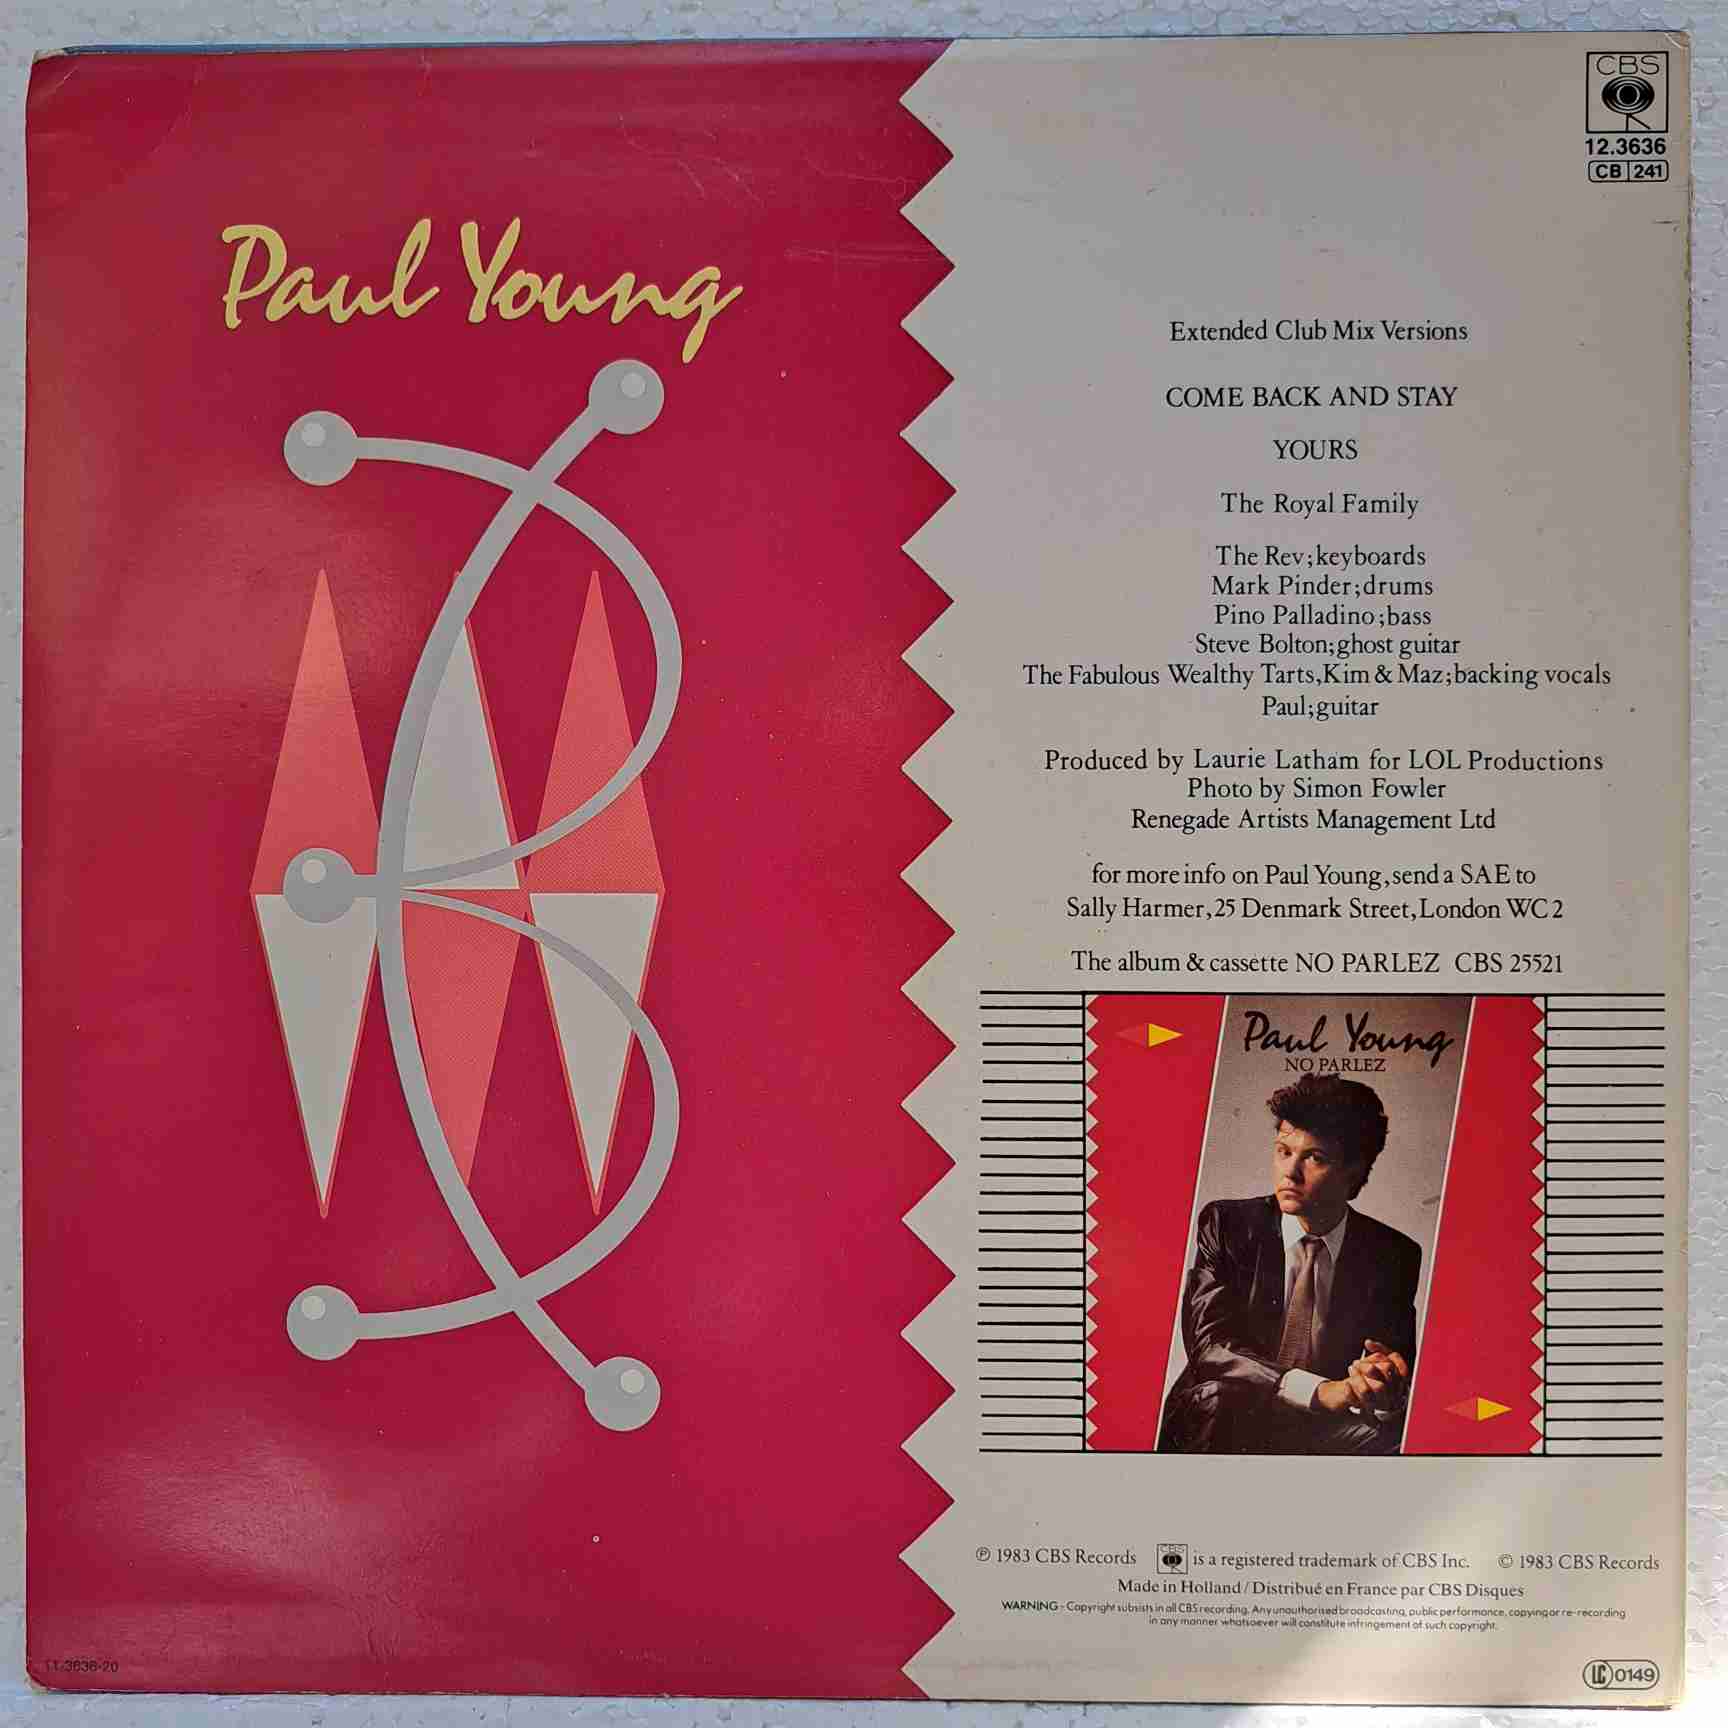 CBS
12.3636
CB 241
Paul Young
Extended Club Mix Versions
COME BACK AND STAY
YOURS
The Royal Family
The Rev;keyboards
Mark Pinder;drums
Pino Palladino;bass
Steve Bolton;ghost guitar
The Fabulous Wealthy Tarts,Kim & Maz;backing vocals
Paul;guitar
Produced by Laurie Latham for LOL Productions
Photo by Simon Fowler
Renegade Artists Management Ltd
for more info on Paul Young,send a SAE to
Sally Harmer,25 Denmark Street,London WC2
The album & cassette NO PARLEZ CBS 25521
Paul Young
NO PARLEZ
℗ 1983 CBS Records CBS is a registered trademark of CBS Inc. © 1983 CBS Records
Made in Holland / Distribué en France par CBS Disques
WARNING - Copyright subsists in all CBS recording. Any unauthorised broadcasting, public performance, copying or re-recording
in any manner whatsoever will constitute infringement of such copyright.
11-3636-20
LC 0149